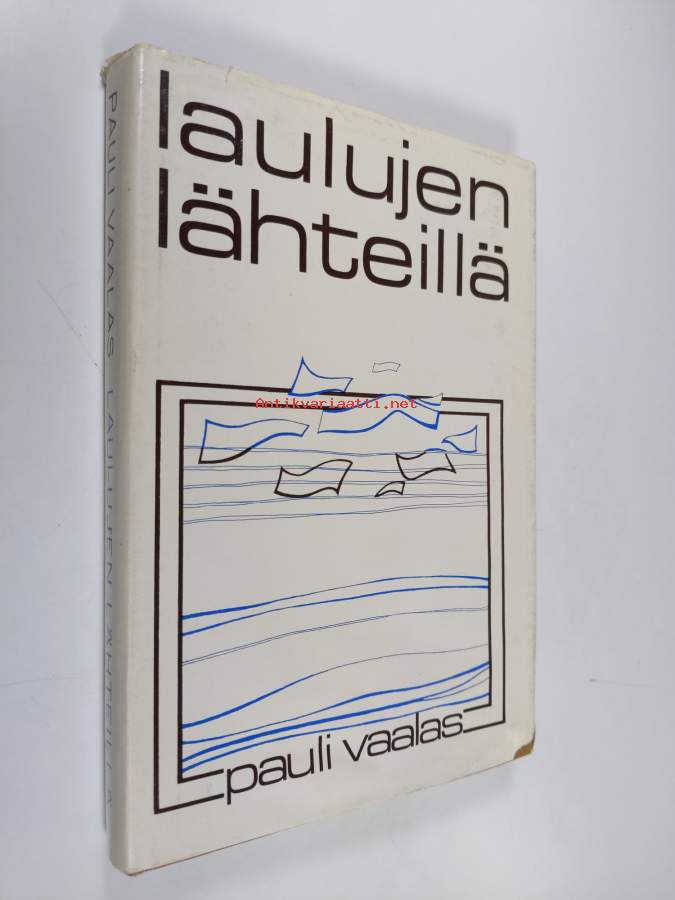 laulujen
lähteillä
Antikvariaatti.net
pauli vaalas
PAULI VAALAS LAULUJEN LÄHTEILLÄ